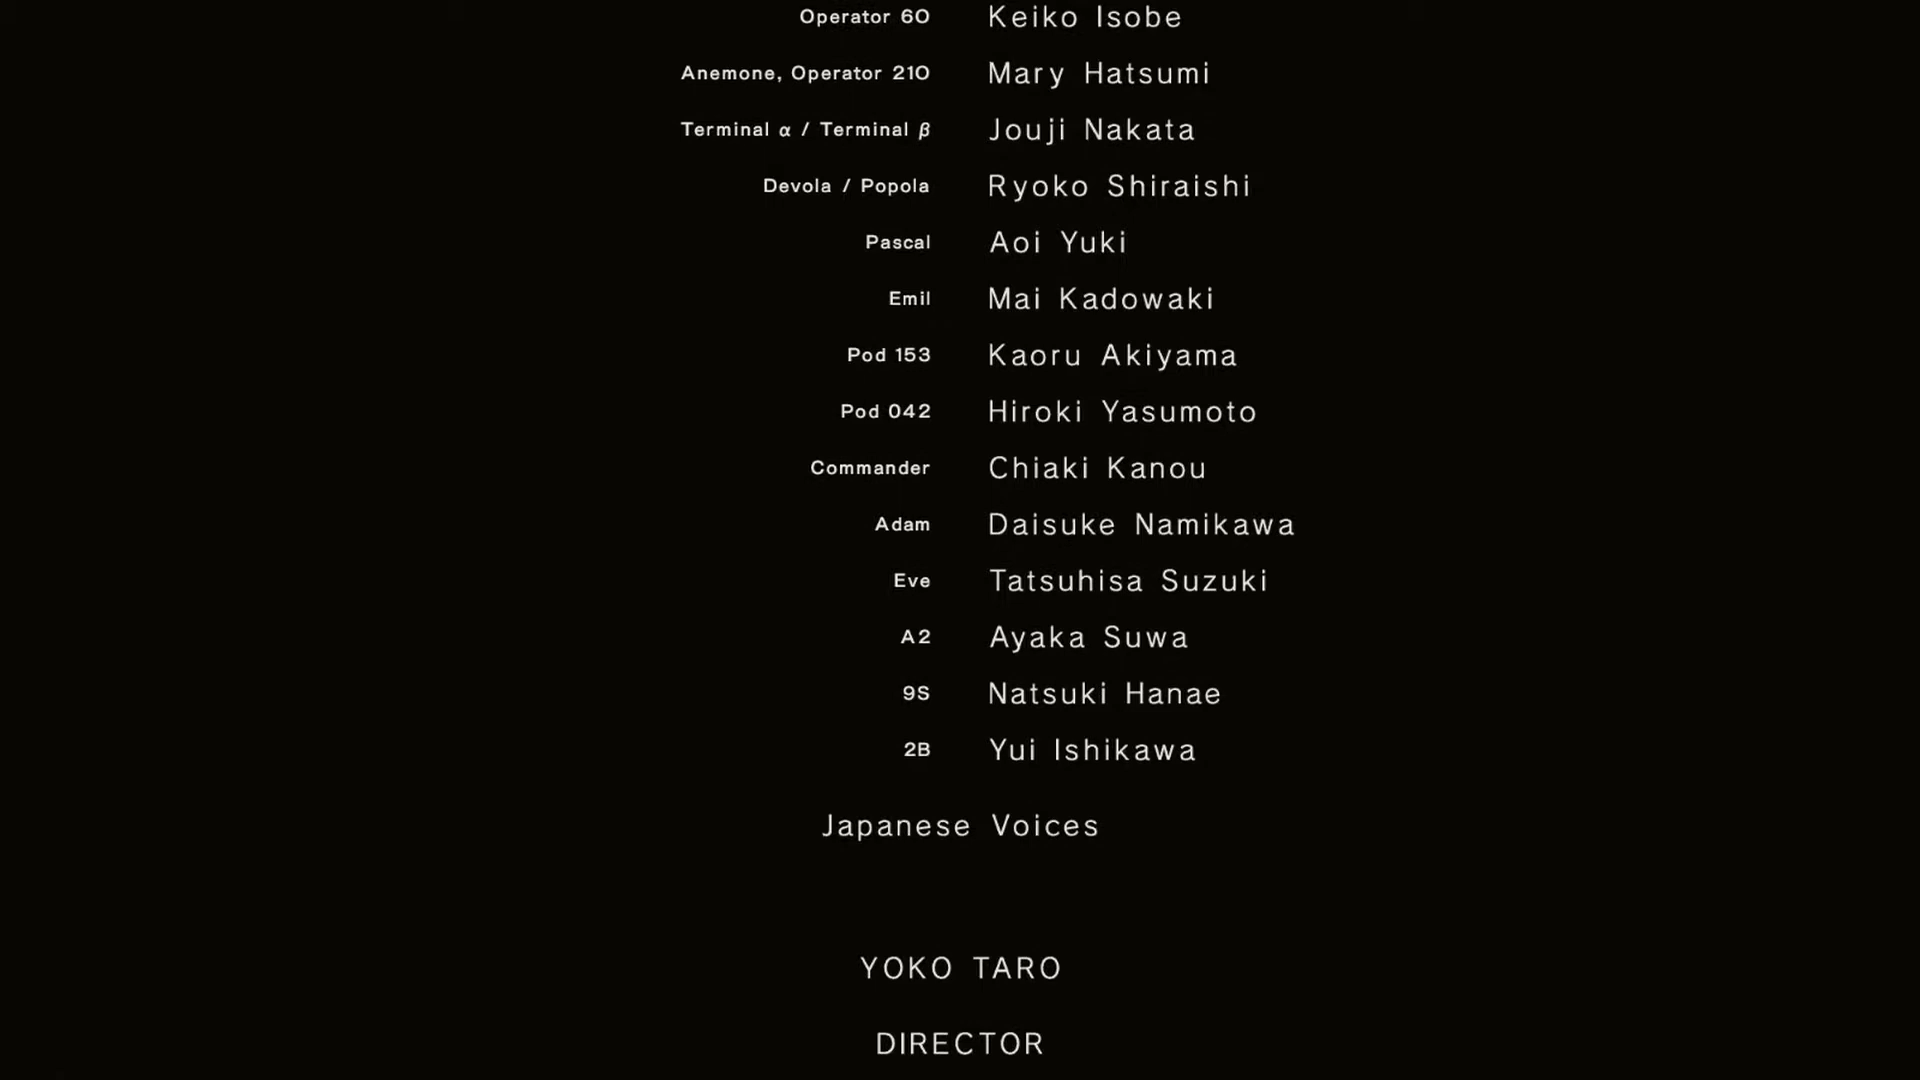 Operator 6O Keiko Isobe
Anemone, Operator 21O Mary Hatsumi
Terminal α / Terminal β Jouji Nakata
Devola / Popola Ryoko Shiraishi
Pascal Aoi Yuki
Emil Mai Kadowaki
Pod 153 Kaoru Akiyama
Pod 042 Hiroki Yasumoto
Commander Chiaki Kanou
Adam Daisuke Namikawa
Eve Tatsuhisa Suzuki
A2 Ayaka Suwa
9S Natsuki Hanae
2B Yui Ishikawa
Japanese Voices
YOKO TARO
DIRECTOR